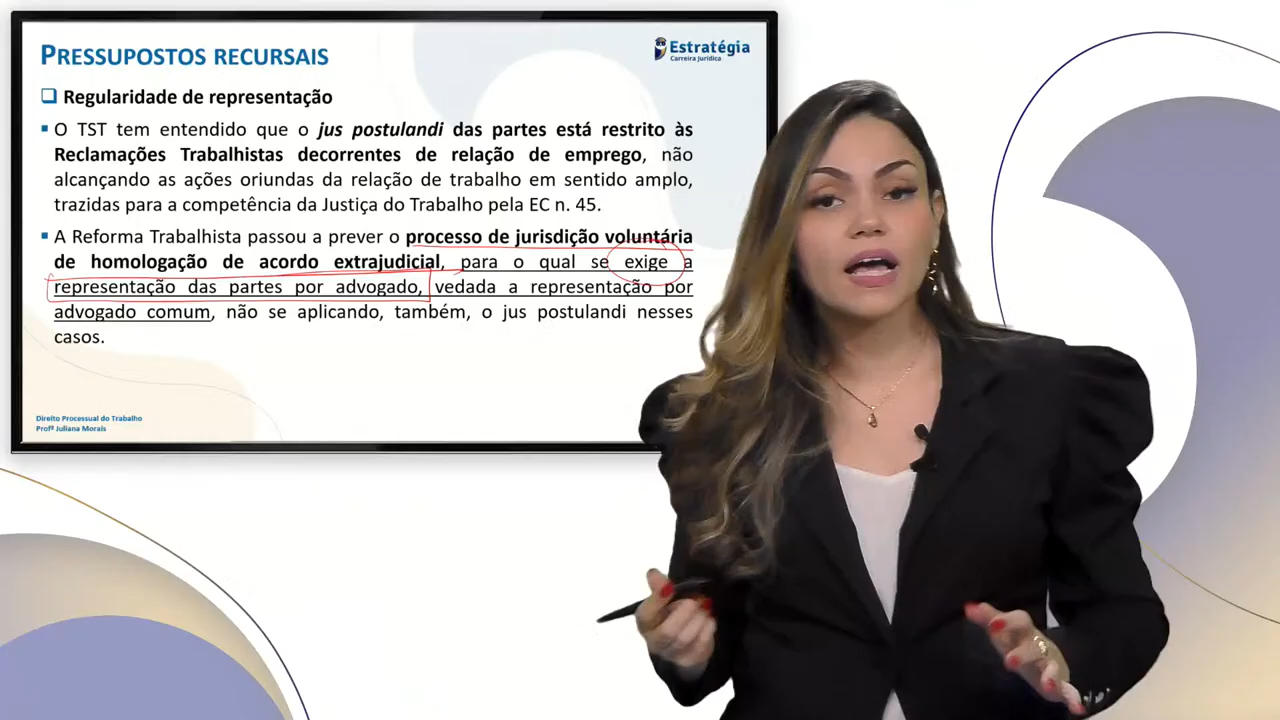 PRESSUPOSTOS RECURSAIS
Estratégia
Carreira Jurídica
Regularidade de representação
O TST tem entendido que o jus postulandi das partes está restrito às
Reclamações Trabalhistas decorrentes de relação de emprego, não
alcançando as ações oriundas da relação de trabalho em sentido amplo,
trazidas para a competência da Justiça do Trabalho pela EC n. 45.
A Reforma Trabalhista passou a prever o processo de jurisdição voluntária
de homologação de acordo extrajudicial, para o qual se exige a
representação das partes por advogado, vedada a representação por
advogado comum, não se aplicando, também, o jus postulandi nesses
casos.
Direito Processual do Trabalho
Profª Juliana Morais